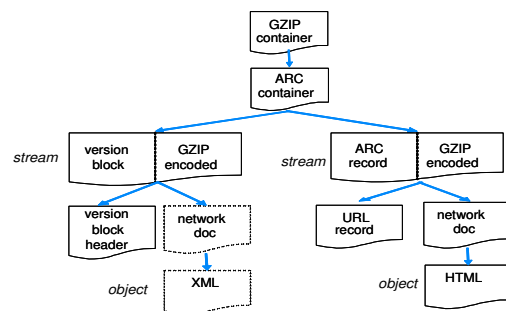 GZIP
container
ARC
container
stream
version
block
GZIP
encoded
stream
ARC
record
GZIP
encoded
version
block
header
network
doc
URL
record
network
doc
object
XML
object
HTML